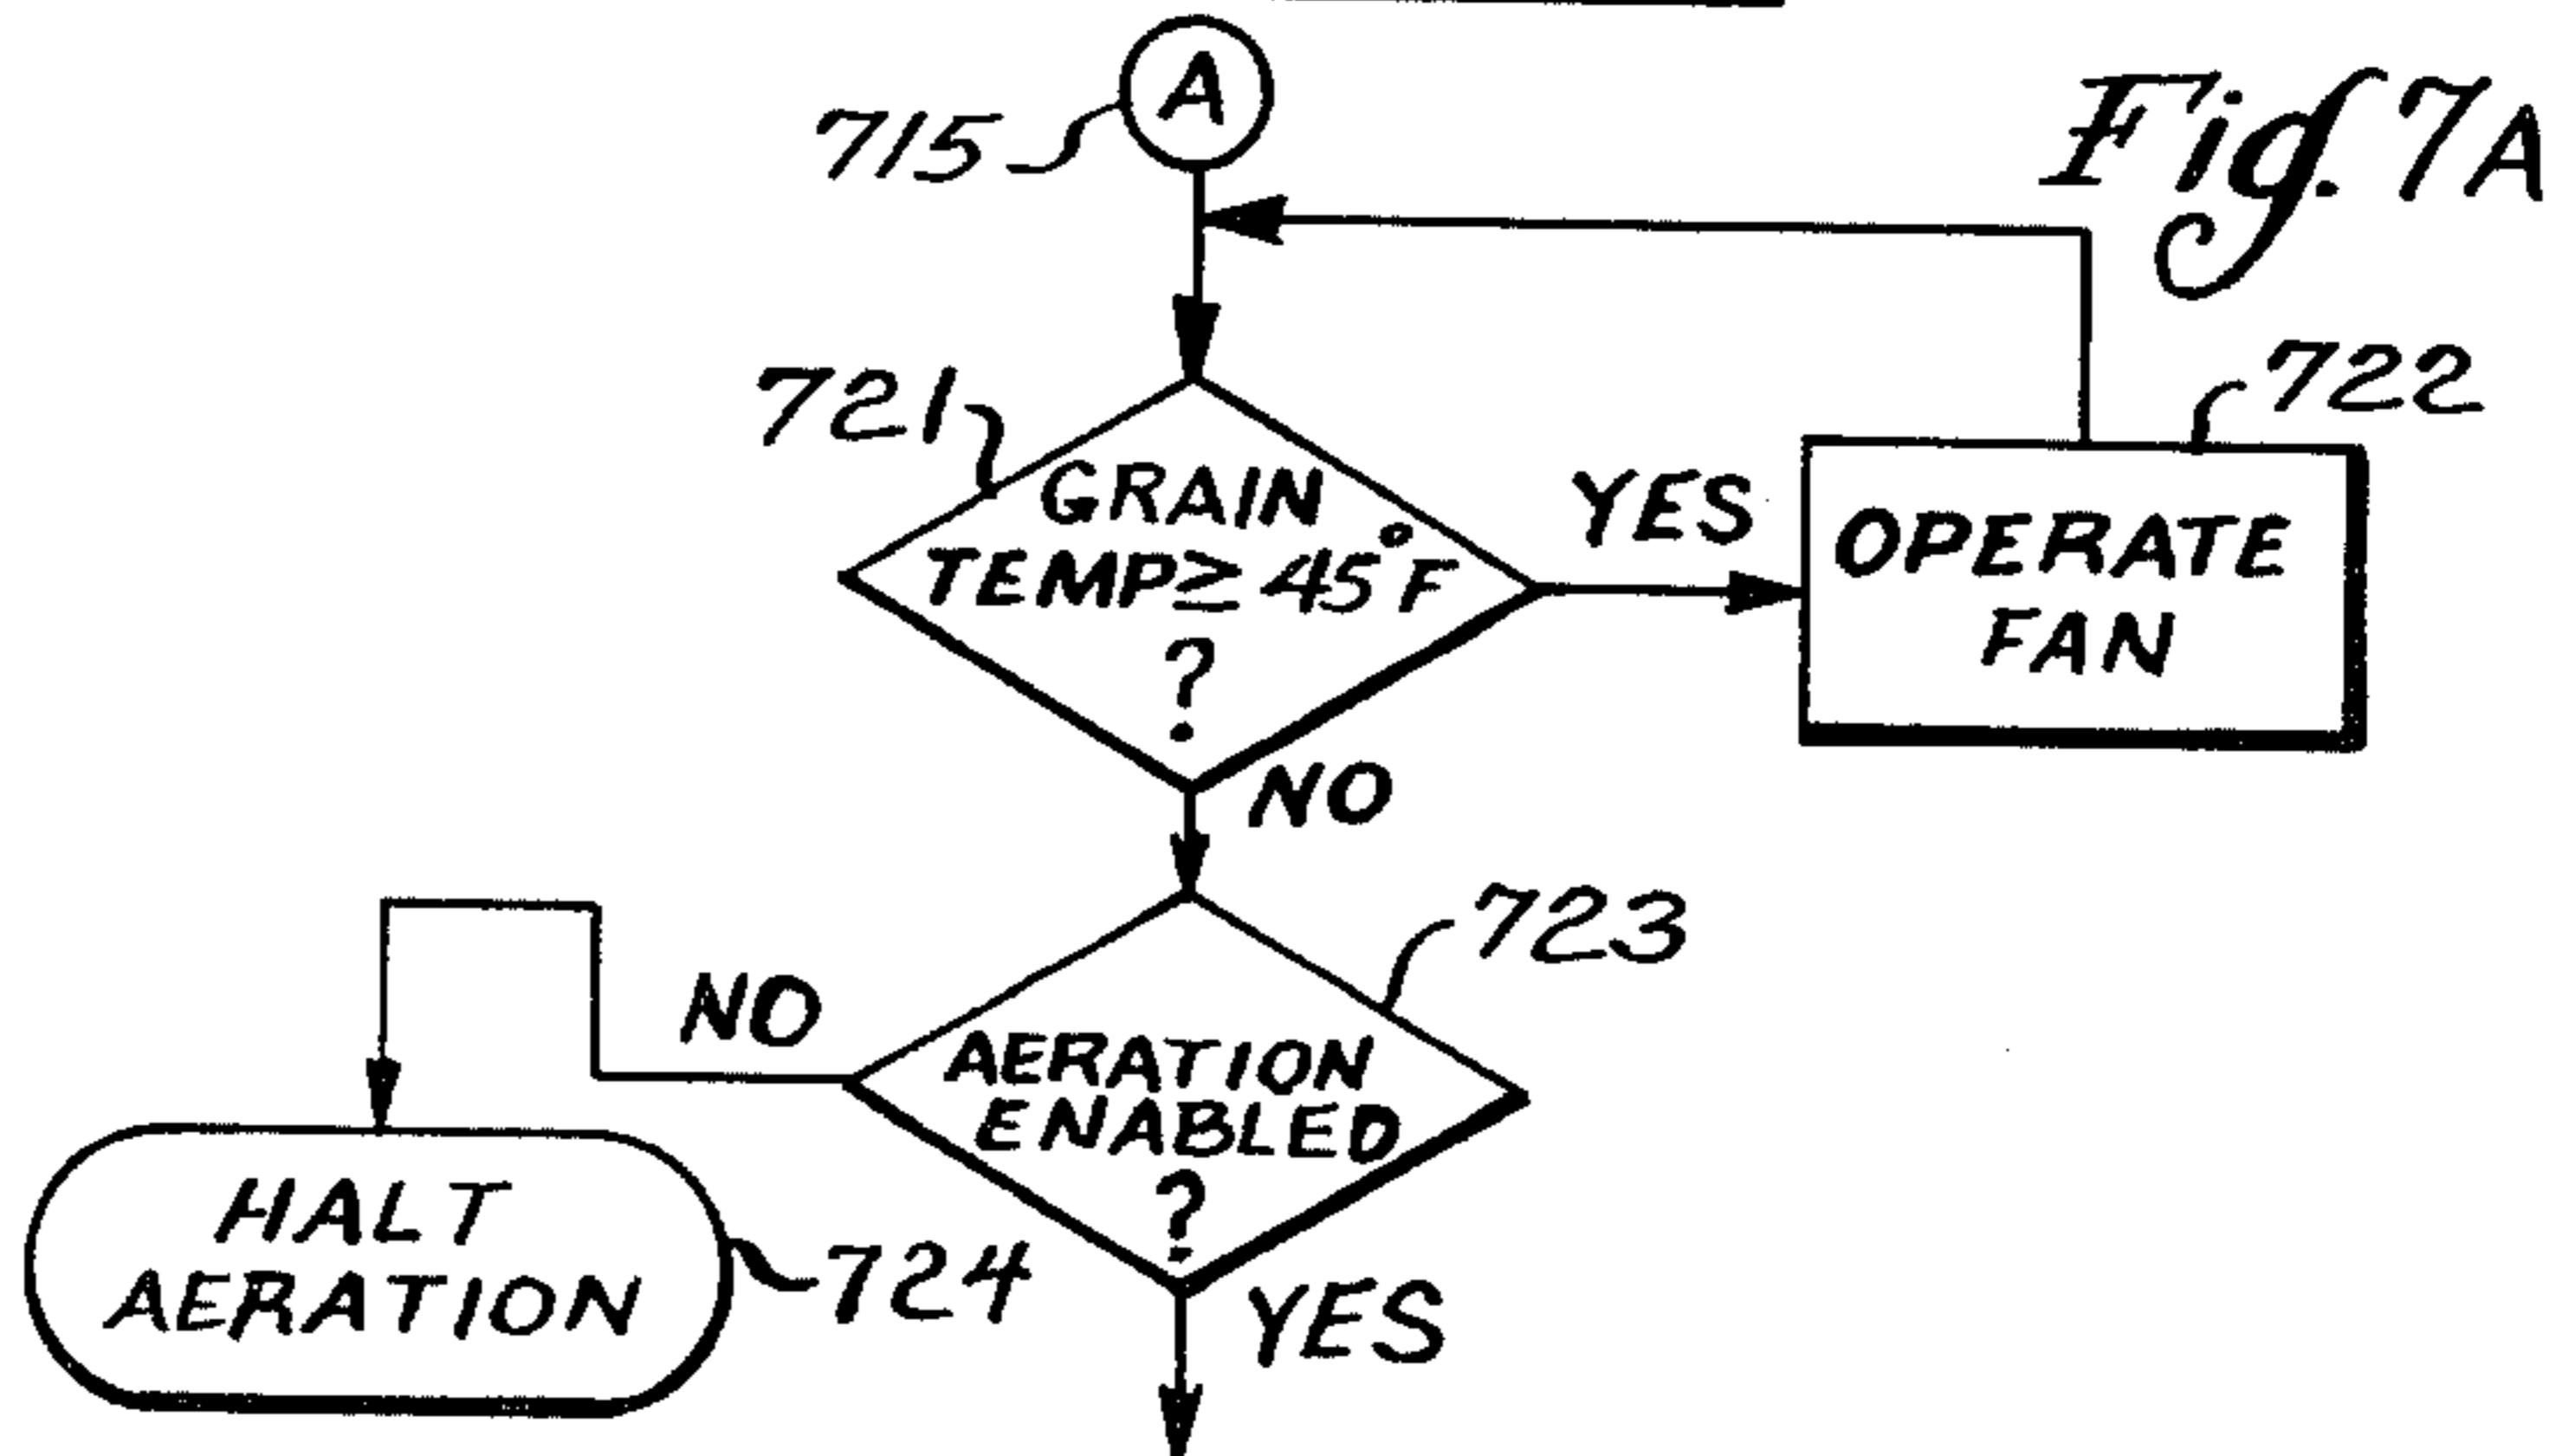 A
715
Fig. 7A
721
722
GRAIN
TEMP ≥ 45°F
?
YES
OPERATE
FAN
NO
723
NO
AERATION
ENABLED
?
HALT
AERATION
724
YES